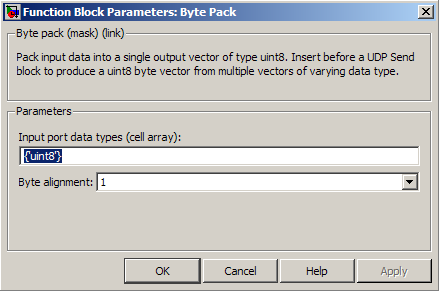 Function Block Parameters: Byte Pack
Byte pack (mask) (link)
Pack input data into a single output vector of type uint8. Insert before a UDP Send
block to produce a uint8 byte vector from multiple vectors of varying data type.
Parameters
Input port data types (cell array):
{'uint8'}
Byte alignment: 1
OK Cancel Help Apply